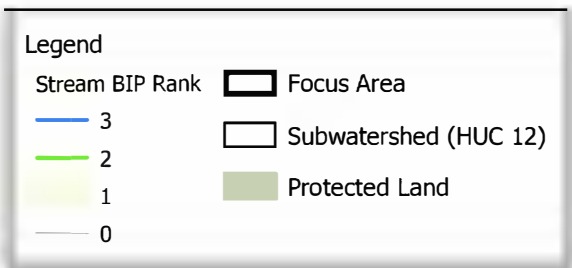 Legend
Stream BIP Rank
3
2
1
0
Focus Area
Subwatershed (HUC 12)
Protected Land